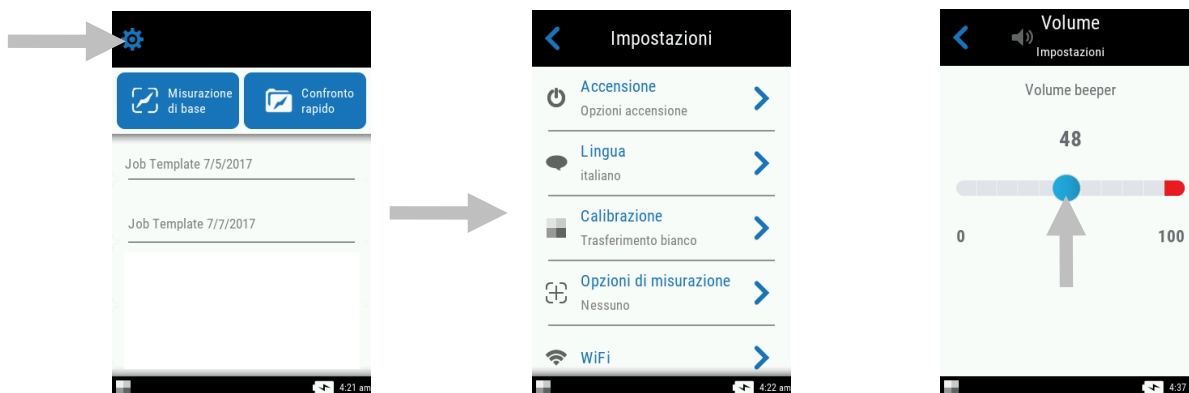 Misurazione
di base
Confronto
rapido
Job Template 7/5/2017
Job Template 7/7/2017
4:21 am
Impostazioni
Accensione
Opzioni accensione
Lingua
italiano
Calibrazione
Trasferimento bianco
Opzioni di misurazione
Nessuno
WiFi
4:22 am
Volume
Impostazioni
Volume beeper
48
0 100
4:37